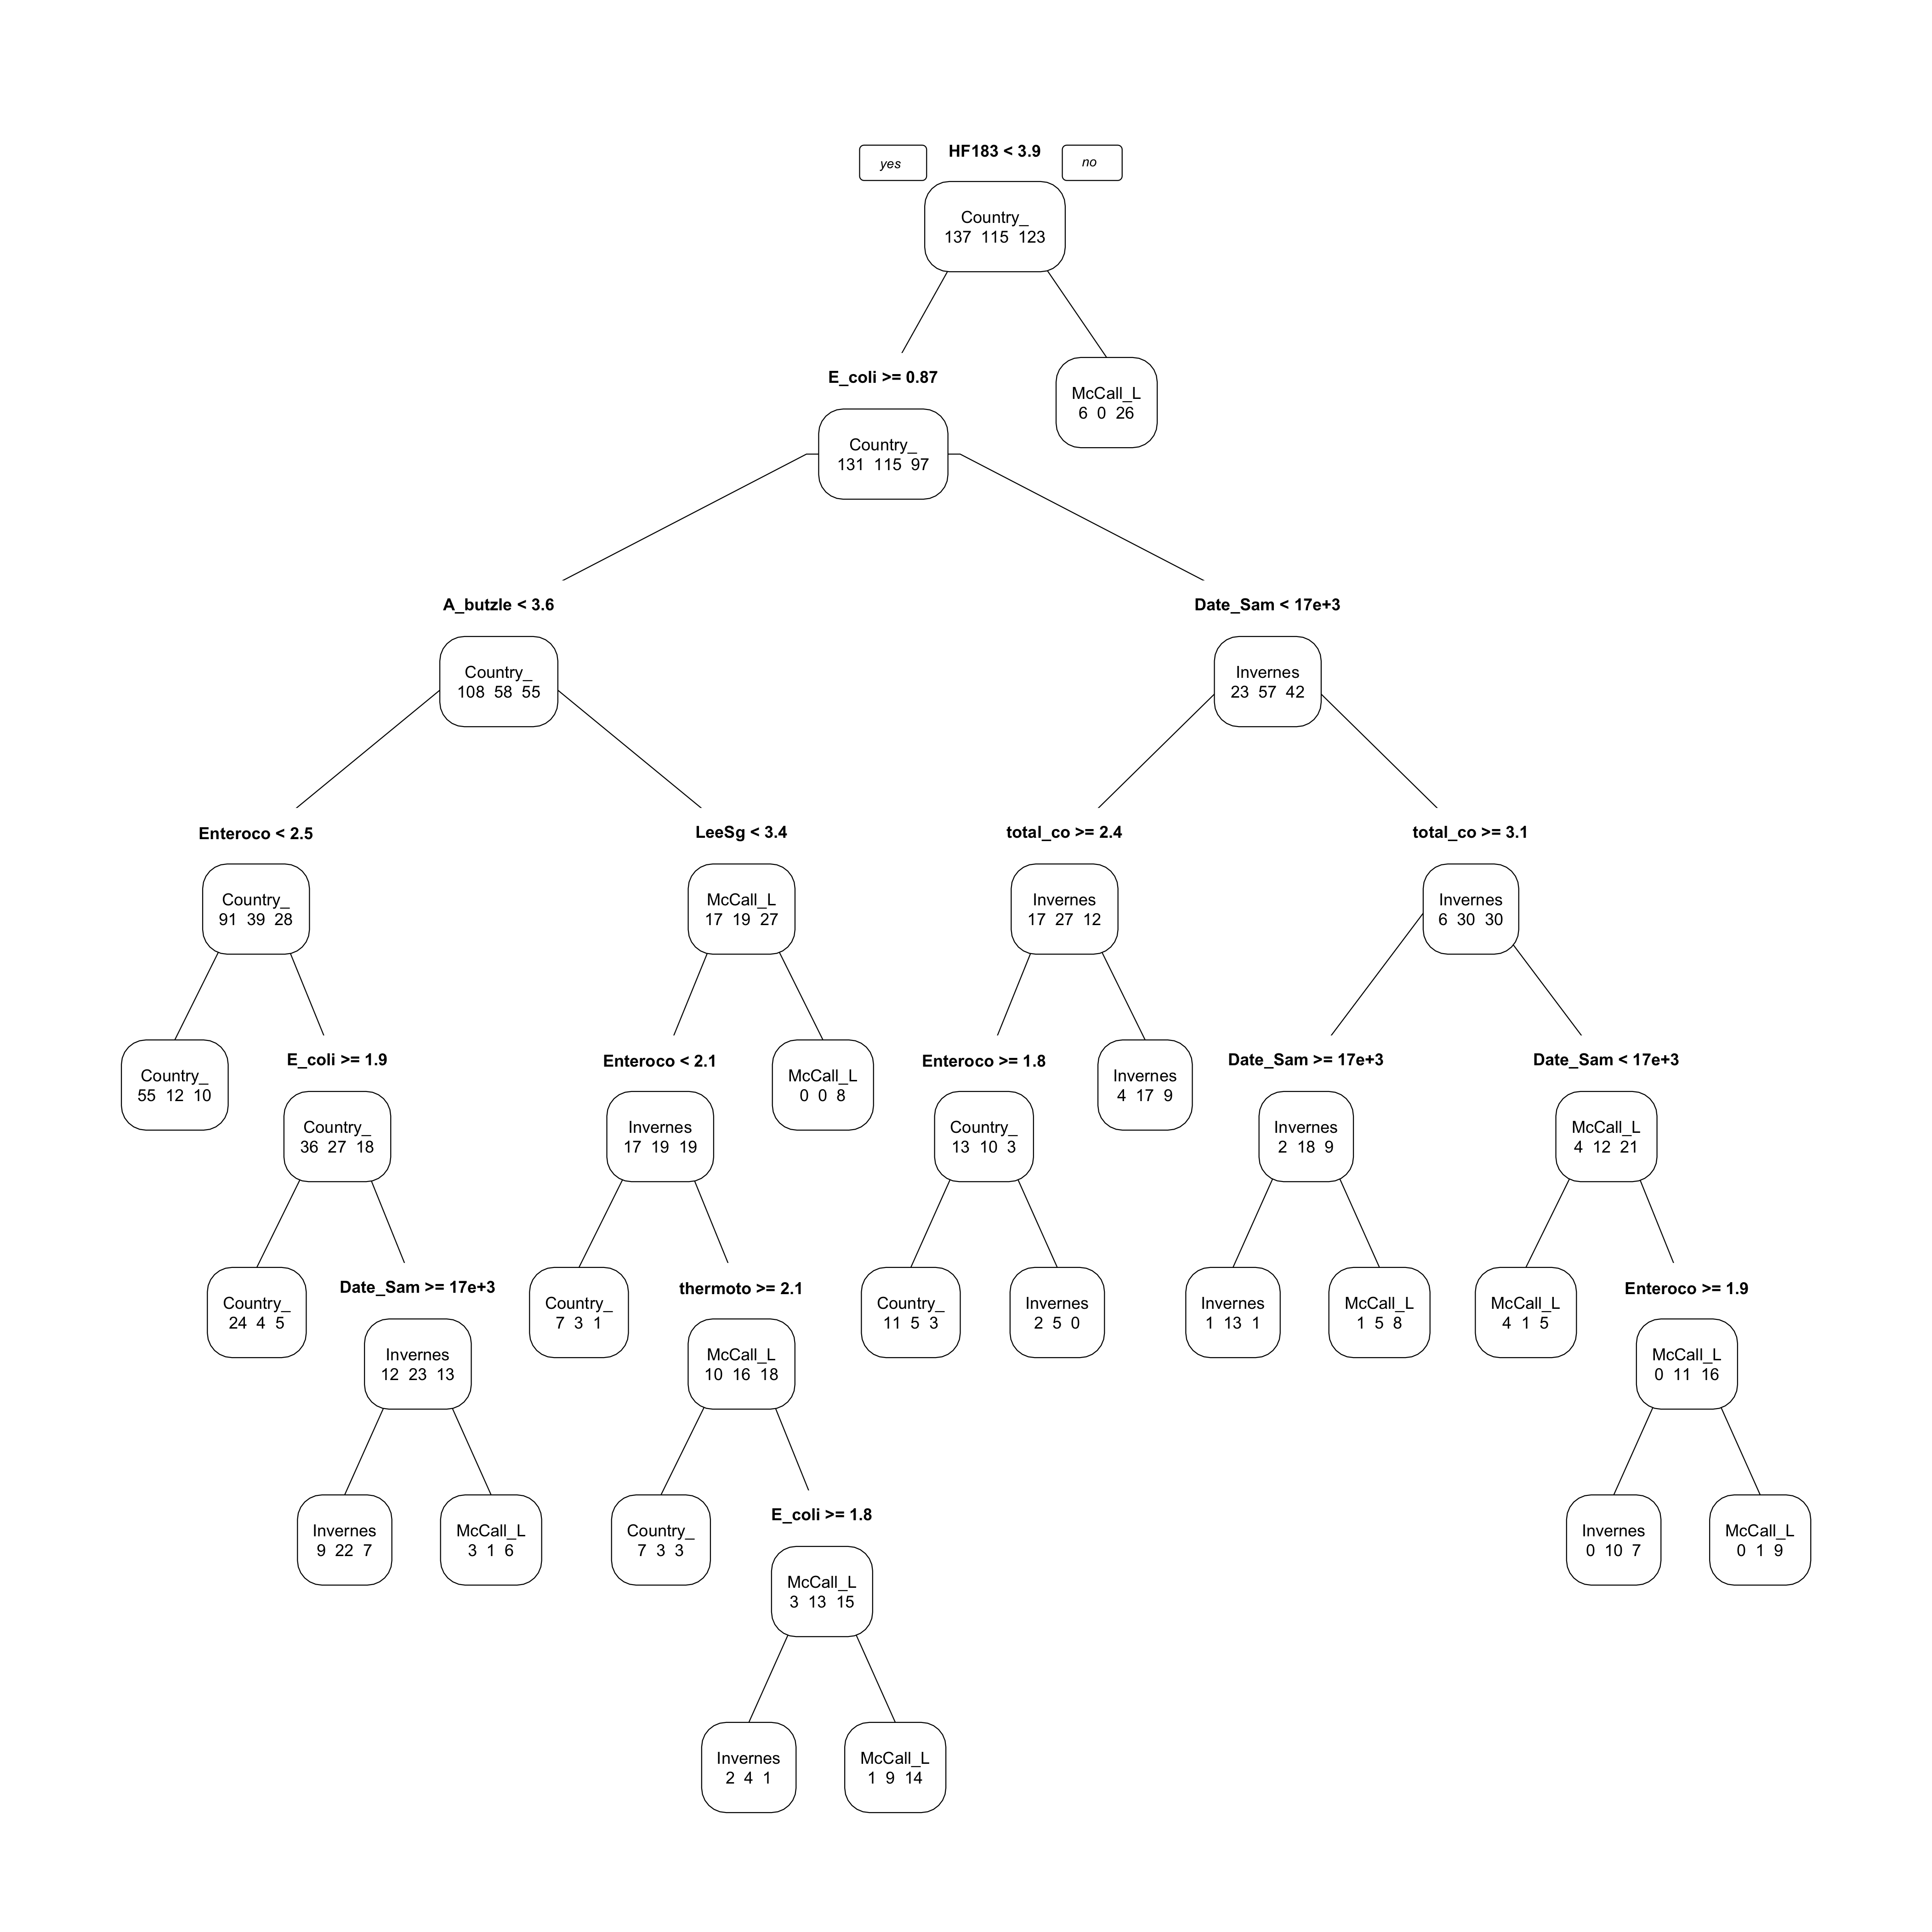 HF183 < 3.9
yes
no
Country_
137 115 123
E_coli >= 0.87
McCall_L
6 0 26
Country_
131 115 97
A_butzle < 3.6
Date_Sam < 17e+3
Country_
108 58 55
Invernes
23 57 42
Enteroco < 2.5
LeeSg < 3.4
total_co >= 2.4
total_co >= 3.1
Country_
91 39 28
McCall_L
17 19 27
Invernes
17 27 12
Invernes
6 30 30
Country_
55 12 10
E_coli >= 1.9
Enteroco < 2.1
McCall_L
0 0 8
Enteroco >= 1.8
Invernes
4 17 9
Date_Sam >= 17e+3
Date_Sam < 17e+3
Country_
36 27 18
Invernes
17 19 19
Country_
13 10 3
Invernes
2 18 9
McCall_L
4 12 21
Country_
24 4 5
Date_Sam >= 17e+3
Country_
7 3 1
thermoto >= 2.1
Country_
11 5 3
Invernes
2 5 0
Invernes
1 13 1
McCall_L
1 5 8
McCall_L
4 1 5
Enteroco >= 1.9
Invernes
12 23 13
McCall_L
10 16 18
McCall_L
0 11 16
Invernes
9 22 7
McCall_L
3 1 6
Country_
7 3 3
E_coli >= 1.8
Invernes
0 10 7
McCall_L
0 1 9
McCall_L
3 13 15
Invernes
2 4 1
McCall_L
1 9 14